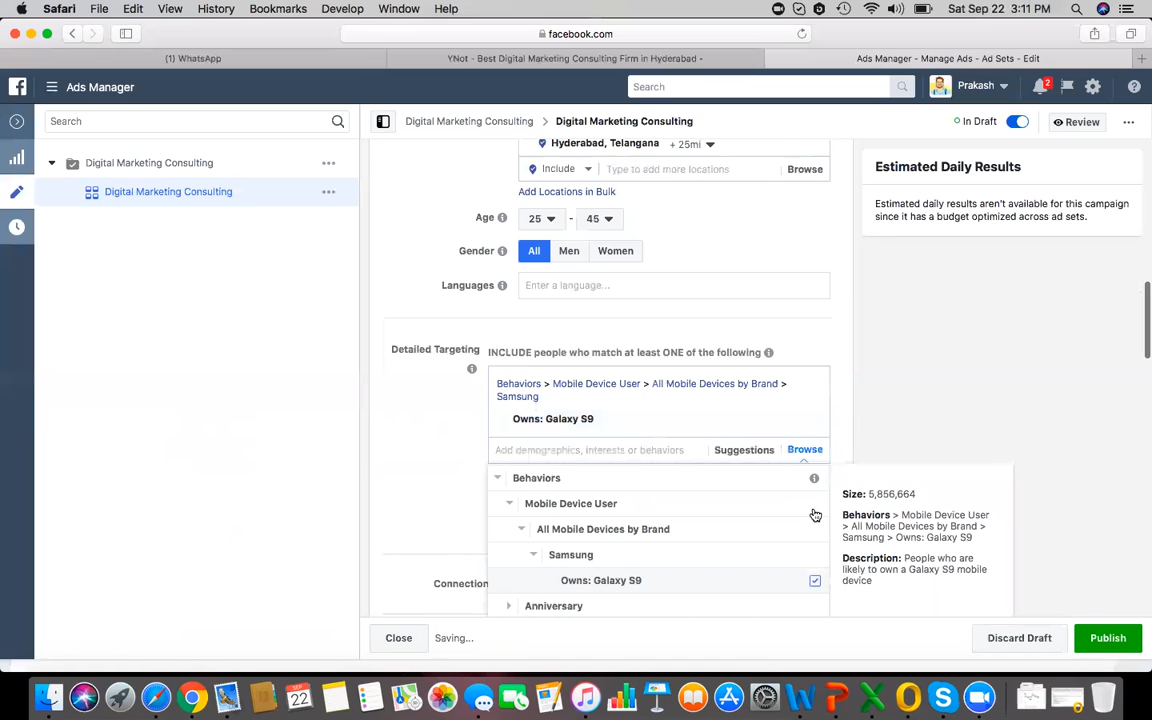 Safari File Edit View History Bookmarks Develop Window Help Sat Sep 22 3:11 PM
facebook.com
(1) WhatsApp YNot - Best Digital Marketing Consulting Firm in Hyderabad - Ads Manager - Manage Ads - Ad Sets - Edit
Ads Manager Search Prakash 2
Search Digital Marketing Consulting > Digital Marketing Consulting In Draft Review
Hyderabad, Telangana + 25mi
Digital Marketing Consulting
Include Type to add more locations Browse
Digital Marketing Consulting Add Locations in Bulk
Age 25 - 45
Gender All Men Women
Languages Enter a language...
Detailed Targeting INCLUDE people who match at least ONE of the following
Behaviors > Mobile Device User > All Mobile Devices by Brand >
Samsung
Owns: Galaxy S9
Add demographics, interests or behaviors Suggestions Browse
Behaviors
Mobile Device User
All Mobile Devices by Brand
Samsung
Owns: Galaxy S9
Anniversary
Connection
Estimated Daily Results
Estimated daily results aren't available for this campaign
since it has a budget optimized across ad sets.
Size: 5,856,664
Behaviors > Mobile Device User
> All Mobile Devices by Brand >
Samsung > Owns: Galaxy S9
Description: People who are
likely to own a Galaxy S9 mobile
device
Close Saving... Discard Draft Publish